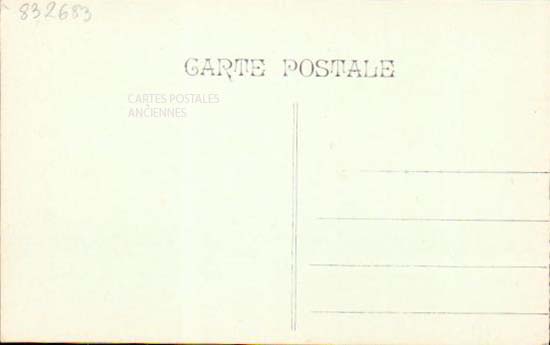 832683
CARTE POSTALE
CARTES POSTALES
ANCIENNES